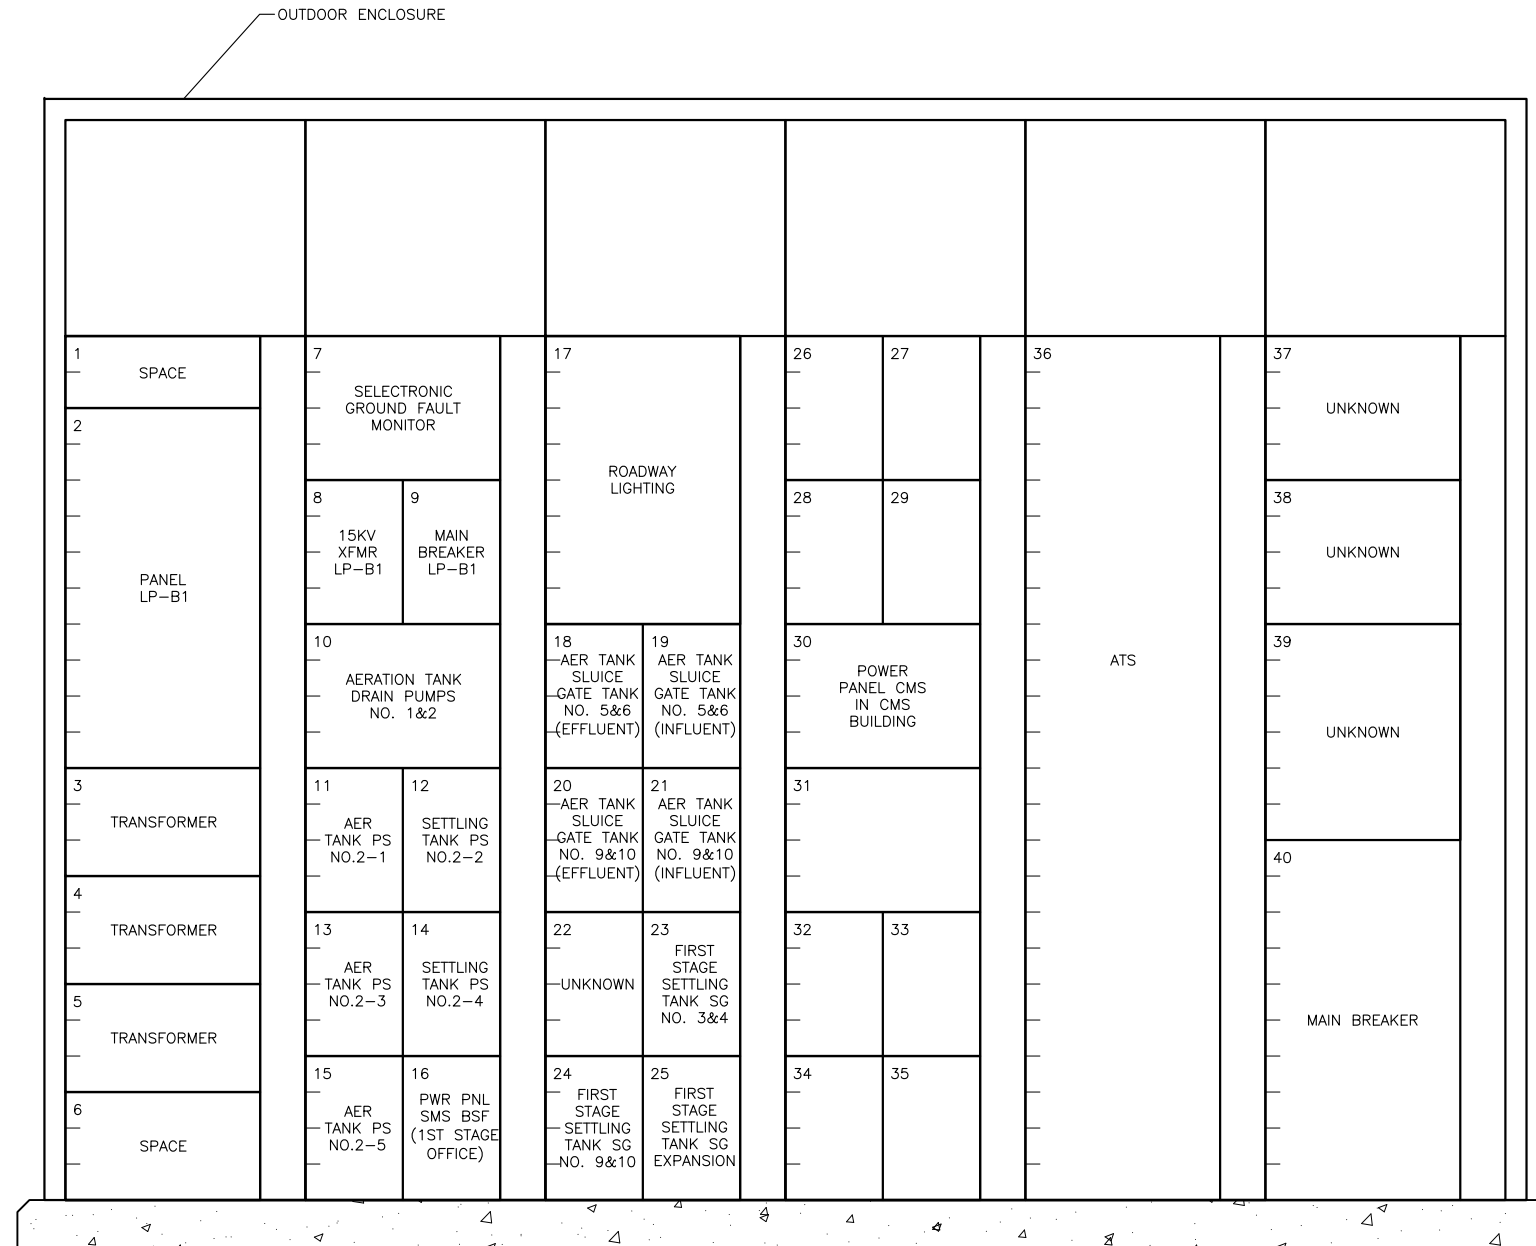 OUTDOOR ENCLOSURE
1
SPACE
2
PANEL
LP-B1
3
TRANSFORMER
4
TRANSFORMER
5
TRANSFORMER
6
SPACE
7
SELECTRONIC
GROUND FAULT
MONITOR
8
15KV
XFMR
LP-B1
9
MAIN
BREAKER
LP-B1
10
AERATION TANK
DRAIN PUMPS
NO. 1&2
11
AER
TANK PS
NO.2-1
12
SETTLING
TANK PS
NO.2-2
13
AER
TANK PS
NO.2-3
14
SETTLING
TANK PS
NO.2-4
15
AER
TANK PS
NO.2-5
16
PWR PNL
SMS BSF
(1ST STAGE
OFFICE)
17
ROADWAY
LIGHTING
18
AER TANK
SLUICE
GATE TANK
NO. 5&6
(EFFLUENT)
19
AER TANK
SLUICE
GATE TANK
NO. 5&6
(INFLUENT)
20
AER TANK
SLUICE
GATE TANK
NO. 9&10
(EFFLUENT)
21
AER TANK
SLUICE
GATE TANK
NO. 9&10
(INFLUENT)
22
UNKNOWN
23
FIRST
STAGE
SETTLING
TANK SG
NO. 3&4
24
FIRST
STAGE
SETTLING
TANK SG
NO. 9&10
25
FIRST
STAGE
SETTLING
TANK SG
EXPANSION
26
27
28
29
30
POWER
PANEL CMS
IN CMS
BUILDING
31
32
33
34
35
36
ATS
37
UNKNOWN
38
UNKNOWN
39
UNKNOWN
40
MAIN BREAKER